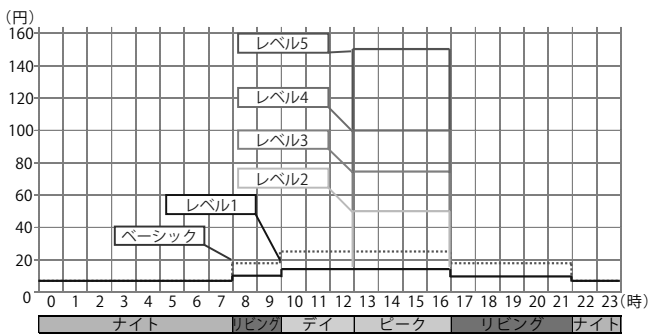 (円)
160
140
120
100
80
60
40
20
0
レベル5
レベル4
レベル3
レベル2
レベル1
ベーシック
0 1 2 3 4 5 6 7 8 9 10 11 12 13 14 15 16 17 18 19 20 21 22 23(時)
ナイト リビング デイ ピーク リビング ナイト